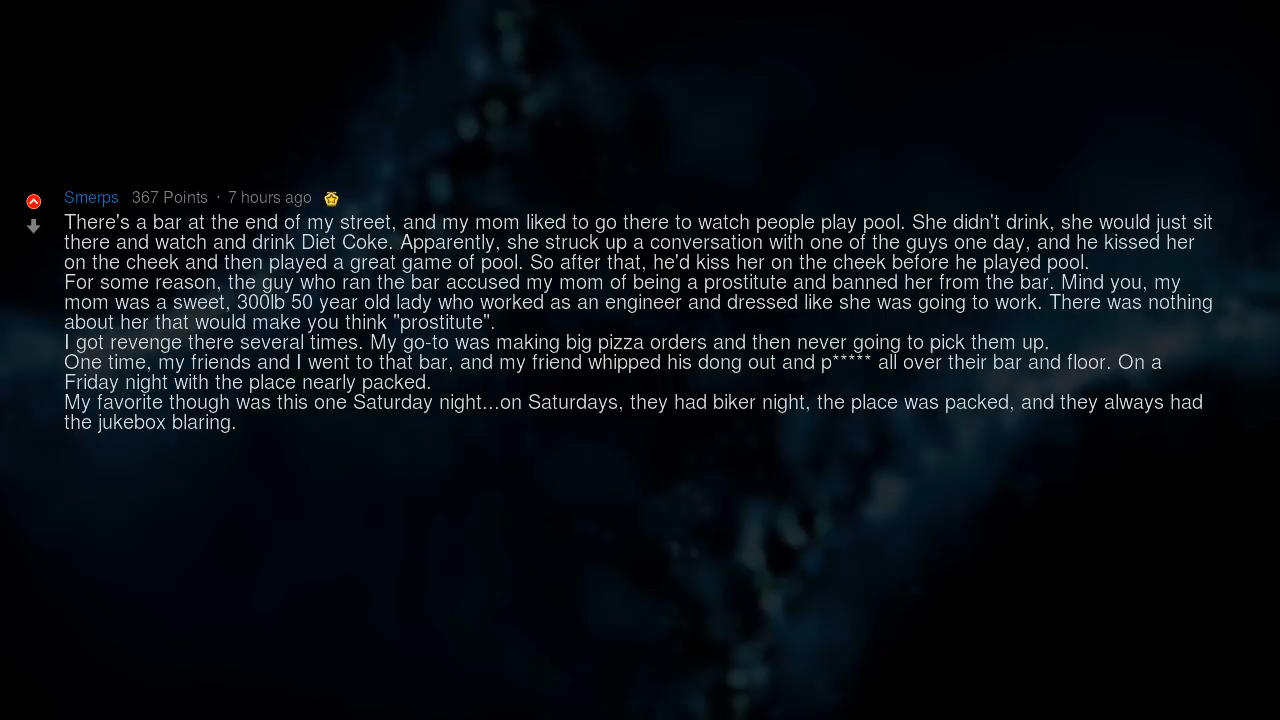 Smerps 367 Points · 7 hours ago
There's a bar at the end of my street, and my mom liked to go there to watch people play pool. She didn't drink, she would just sit
there and watch and drink Diet Coke. Apparently, she struck up a conversation with one of the guys one day, and he kissed her
on the cheek and then played a great game of pool. So after that, he'd kiss her on the cheek before he played pool.
For some reason, the guy who ran the bar accused my mom of being a prostitute and banned her from the bar. Mind you, my
mom was a sweet, 300lb 50 year old lady who worked as an engineer and dressed like she was going to work. There was nothing
about her that would make you think "prostitute".
I got revenge there several times. My go-to was making big pizza orders and then never going to pick them up.
One time, my friends and I went to that bar, and my friend whipped his dong out and p***** all over their bar and floor. On a
Friday night with the place nearly packed.
My favorite though was this one Saturday night...on Saturdays, they had biker night, the place was packed, and they always had
the jukebox blaring.